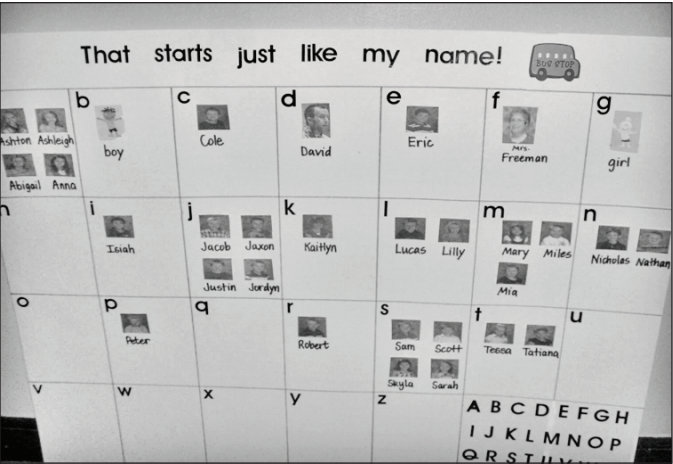 That starts just like my name!
BUS STOP
Ashton Ashleigh
Abigail Anna
b
boy
c
Cole
d
David
e
Eric
f
Mrs.
Freeman
g
girl
h
i
Isiah
j
Jacob Jaxon
Justin Jordyn
k
Kaitlyn
l
Lucas Lilly
m
Mary Miles
Mia
n
Nicholas Nathan
o
p
Peter
q
r
Robert
s
Sam Scott
Skyla Sarah
t
Tessa Tatiana
u
v
w
x
y
z
A B C D E F G H
I J K L M N O P
Q R S T U V